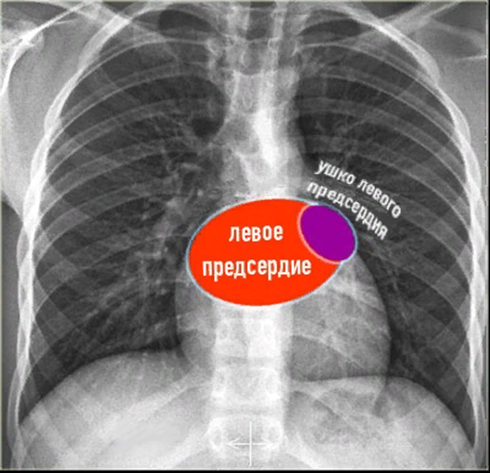 ушко левого
предсердия
левое
предсердие